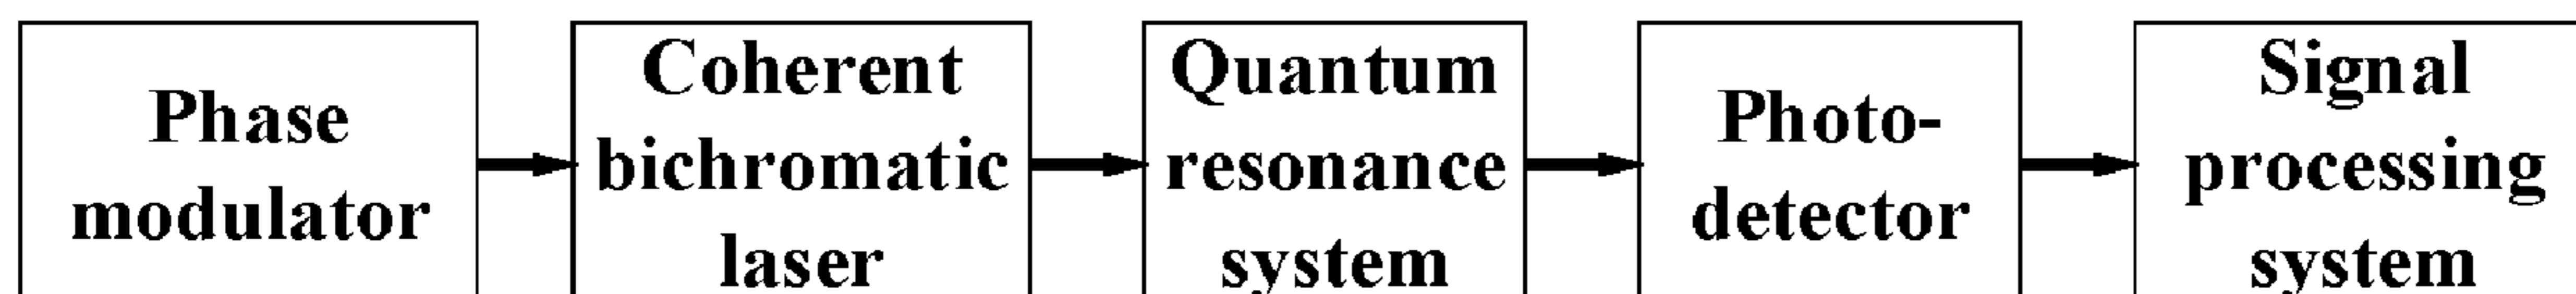 Phase
modulator
Coherent
bichromatic
laser
Quantum
resonance
system
Photo-
detector
Signal
processing
system